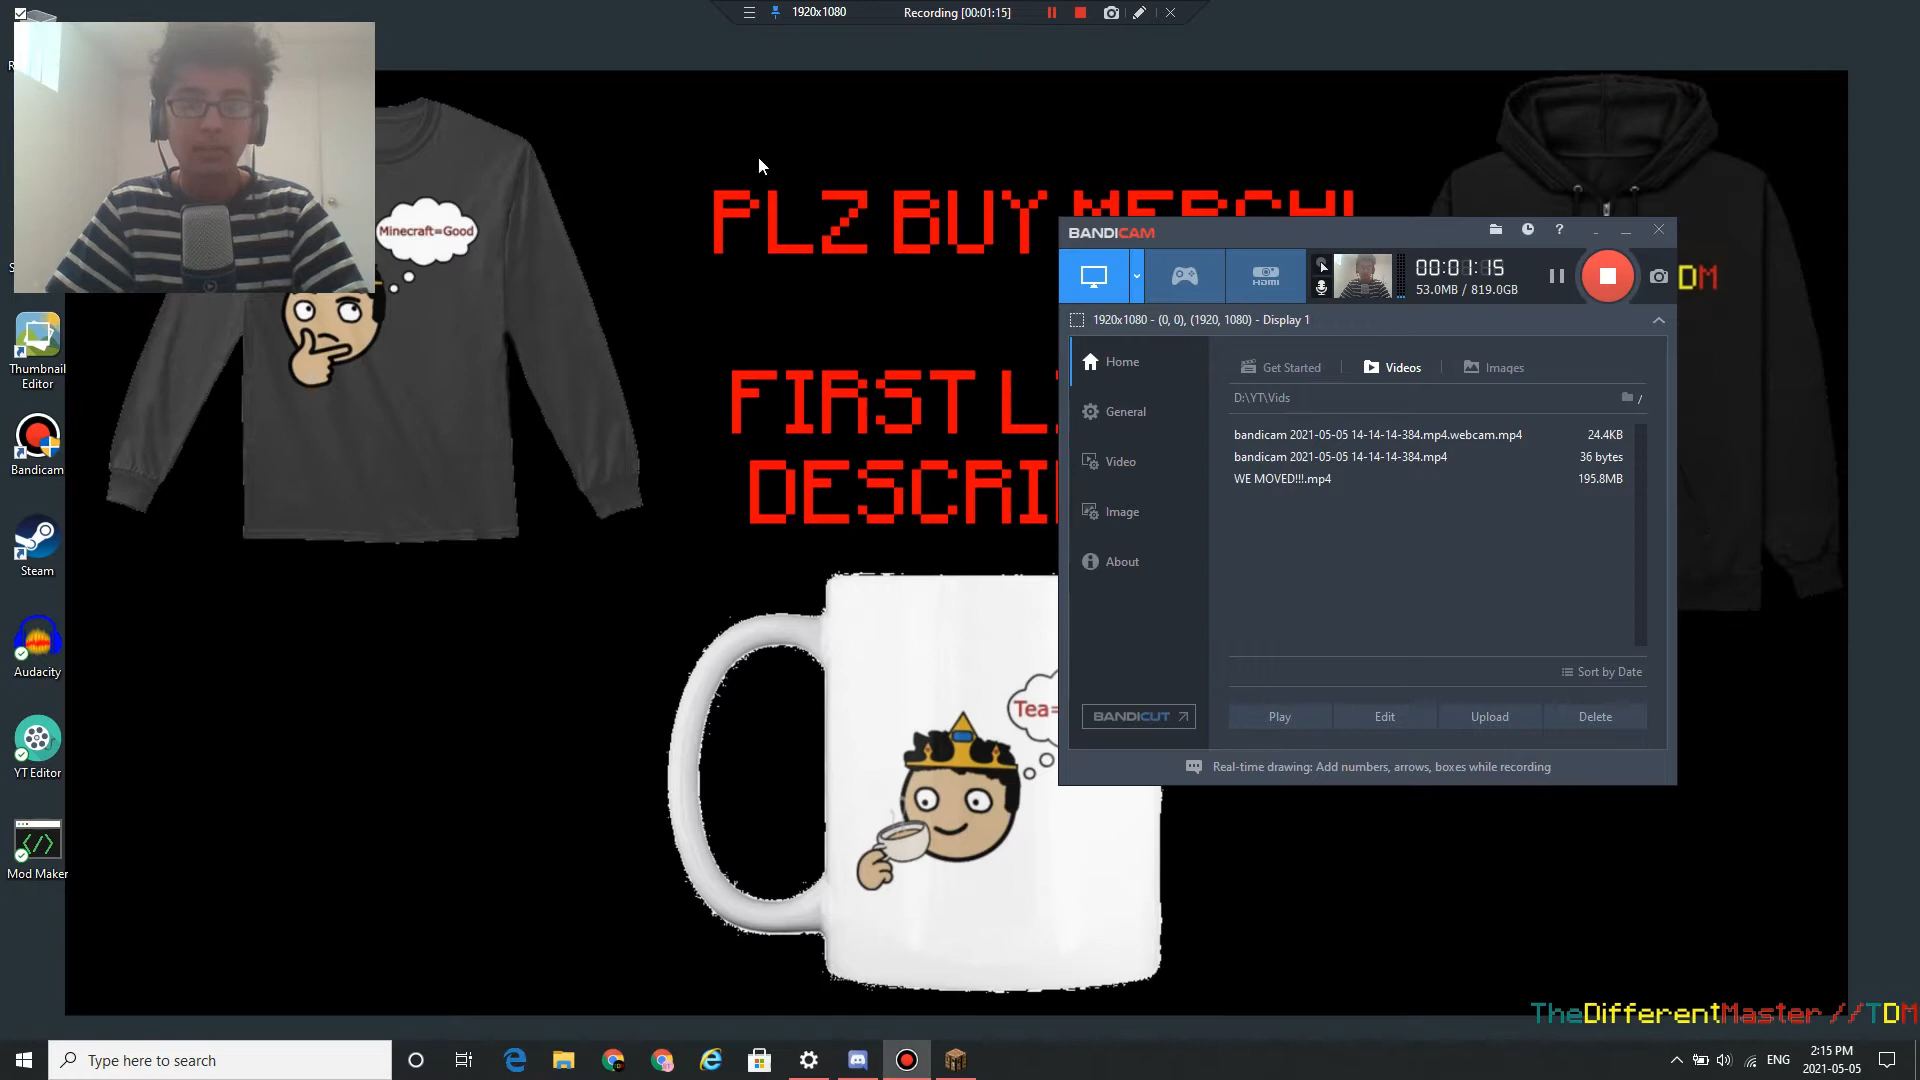 1920x1080
Recording [00:01:15]
Minecraft=Good
PLZ BUY MERCH!
DM
FIRST
DESCRI
Tea=
BANDICAM
HDMI
00:01:15
53.0MB / 819.0GB
1920x1080 - (0, 0), (1920, 1080) - Display 1
Home
General
Video
Image
About
BANDICUT
Get Started
Videos
Images
D:\YT\Vids
bandicam 2021-05-05 14-14-14-384.mp4.webcam.mp4 24.4KB
bandicam 2021-05-05 14-14-14-384.mp4 36 bytes
WE MOVED!!!.mp4 195.8MB
Sort by Date
Play
Edit
Upload
Delete
Real-time drawing: Add numbers, arrows, boxes while recording
Thumbnail
Editor
Bandicam
Steam
Audacity
YT Editor
Mod Maker
TheDifferentMaster //TDM
Type here to search
ENG
2:15 PM
2021-05-05